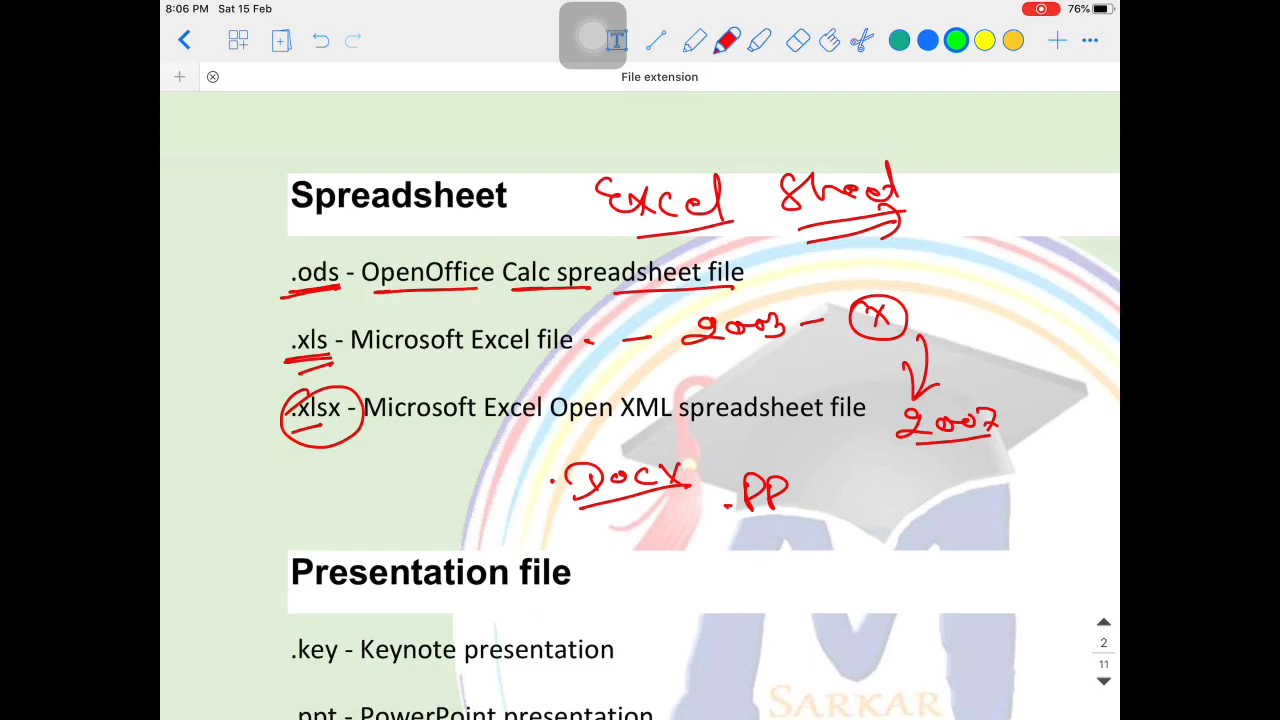 8:06 PM Sat 15 Feb
76%
T
File extension
Spreadsheet Excel Sheet
.ods - OpenOffice Calc spreadsheet file
.xls - Microsoft Excel file - 2003 - X
.xlsx - Microsoft Excel Open XML spreadsheet file 2007
.DOCX .PP
2
11
Presentation file
.key - Keynote presentation
.ppt - PowerPoint presentation
M
SARKAR